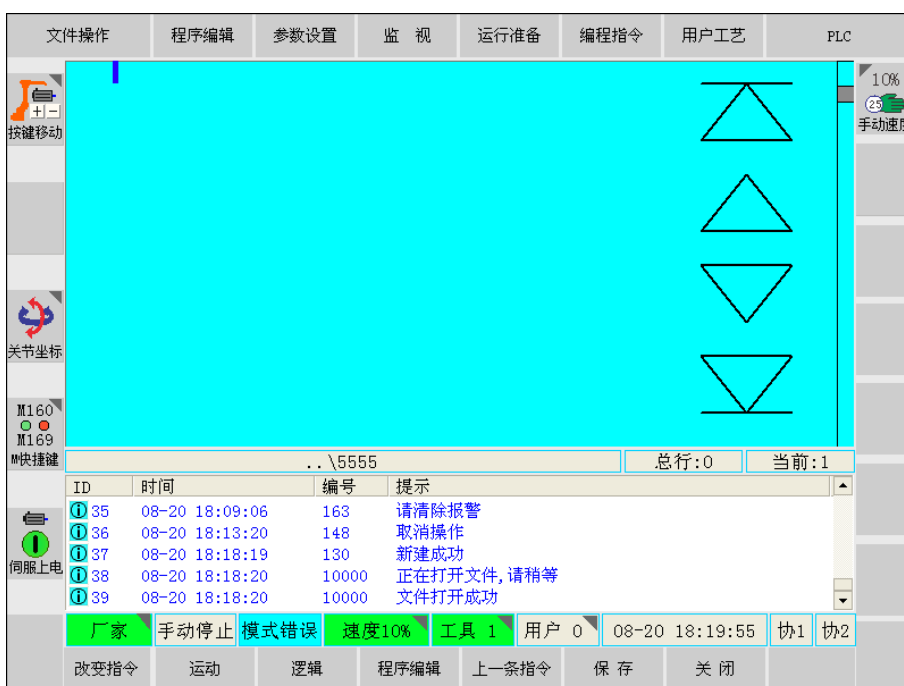 文件操作 程序编辑 参数设置 监 视 运行准备 编程指令 用户工艺 PLC
10%
25
手动速度
+ -
按键移动
关节坐标
M160
M169
M快捷键
伺服上电
..\5555 总行:0 当前:1
ID 时间 编号 提示
35 08-20 18:09:06 163 请清除报警
36 08-20 18:13:20 148 取消操作
37 08-20 18:18:19 130 新建成功
38 08-20 18:18:20 10000 正在打开文件,请稍等
39 08-20 18:18:20 10000 文件打开成功
厂家 手动停止 模式错误 速度10% 工具 1 用户 0 08-20 18:19:55 协1 协2
改变指令 运动 逻辑 程序编辑 上一条指令 保 存 关 闭